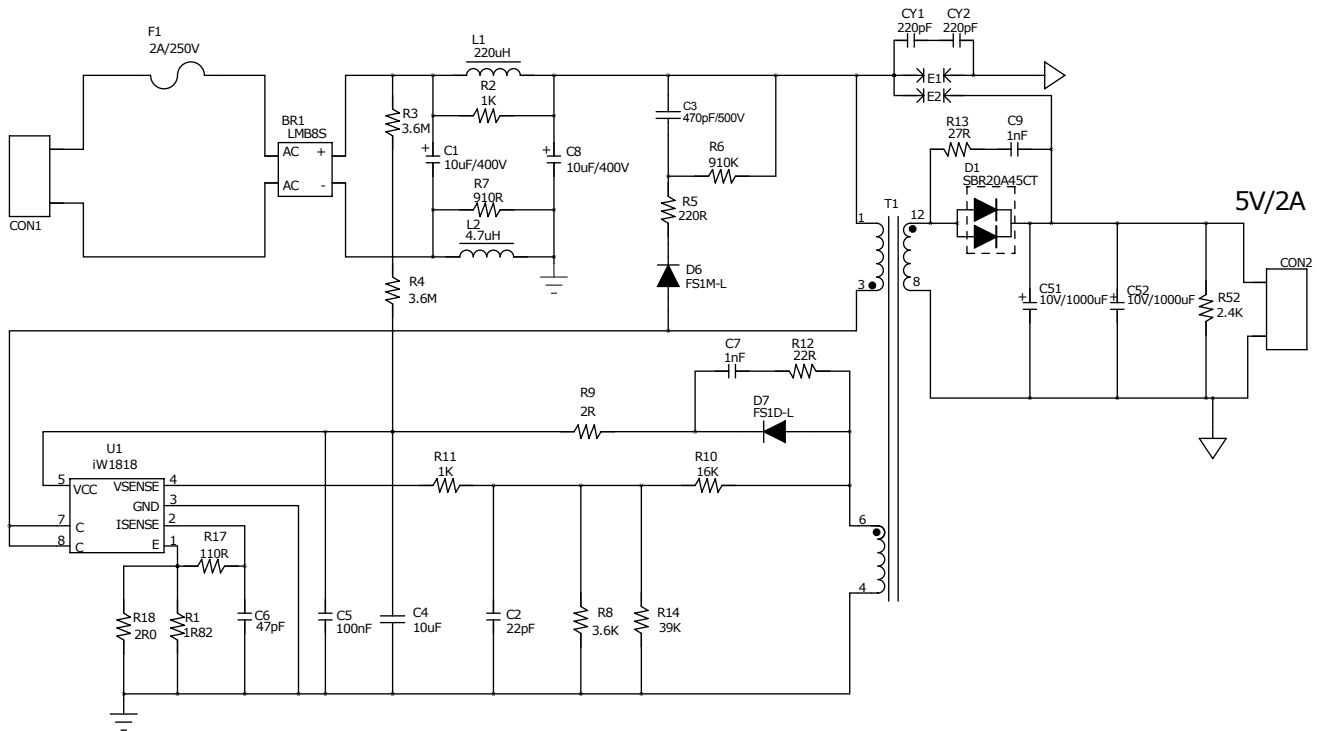 F1
2A/250V
L1
220uH
CY1 CY2
220pF 220pF
E1
E2
R2
1K
R3
3.6M
C3
470pF/500V
R13
27R
C9
1nF
BR1
LMB8S
AC +
AC -
C1
10uF/400V
C8
10uF/400V
R6
910K
D1
SBR20A45CT
R7
910R
R5
220R
CON1
L2
4.7uH
T1
1
12
5V/2A
R4
3.6M
D6
FS1M-L
3
8
CON2
C51
10V/1000uF
C52
10V/1000uF
R52
2.4K
C7
1nF
R12
22R
R9
2R
D7
FS1D-L
U1
iW1818
R11
1K
R10
16K
5 VCC VSENSE 4
GND 3
7 C ISENSE 2
8 C E 1
6
4
R17
110R
R18
2R0
R1
1R82
C6
47pF
C5
100nF
C4
10uF
C2
22pF
R8
3.6K
R14
39K